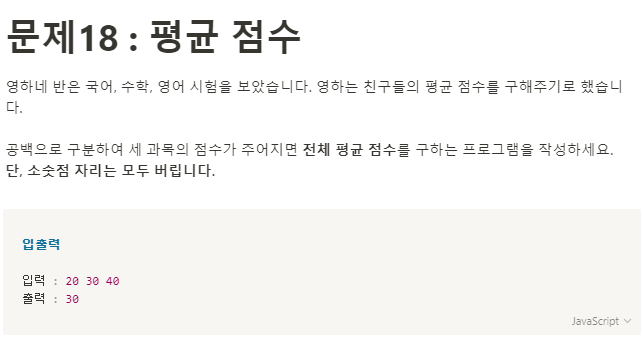 문제18 : 평균 점수
영하네 반은 국어, 수학, 영어 시험을 보았습니다. 영하는 친구들의 평균 점수를 구해주기로 했습니
다.
공백으로 구분하여 세 과목의 점수가 주어지면 전체 평균 점수를 구하는 프로그램을 작성하세요.
단, 소숫점 자리는 모두 버립니다.
입출력
입력 : 20 30 40
출력 : 30
JavaScript